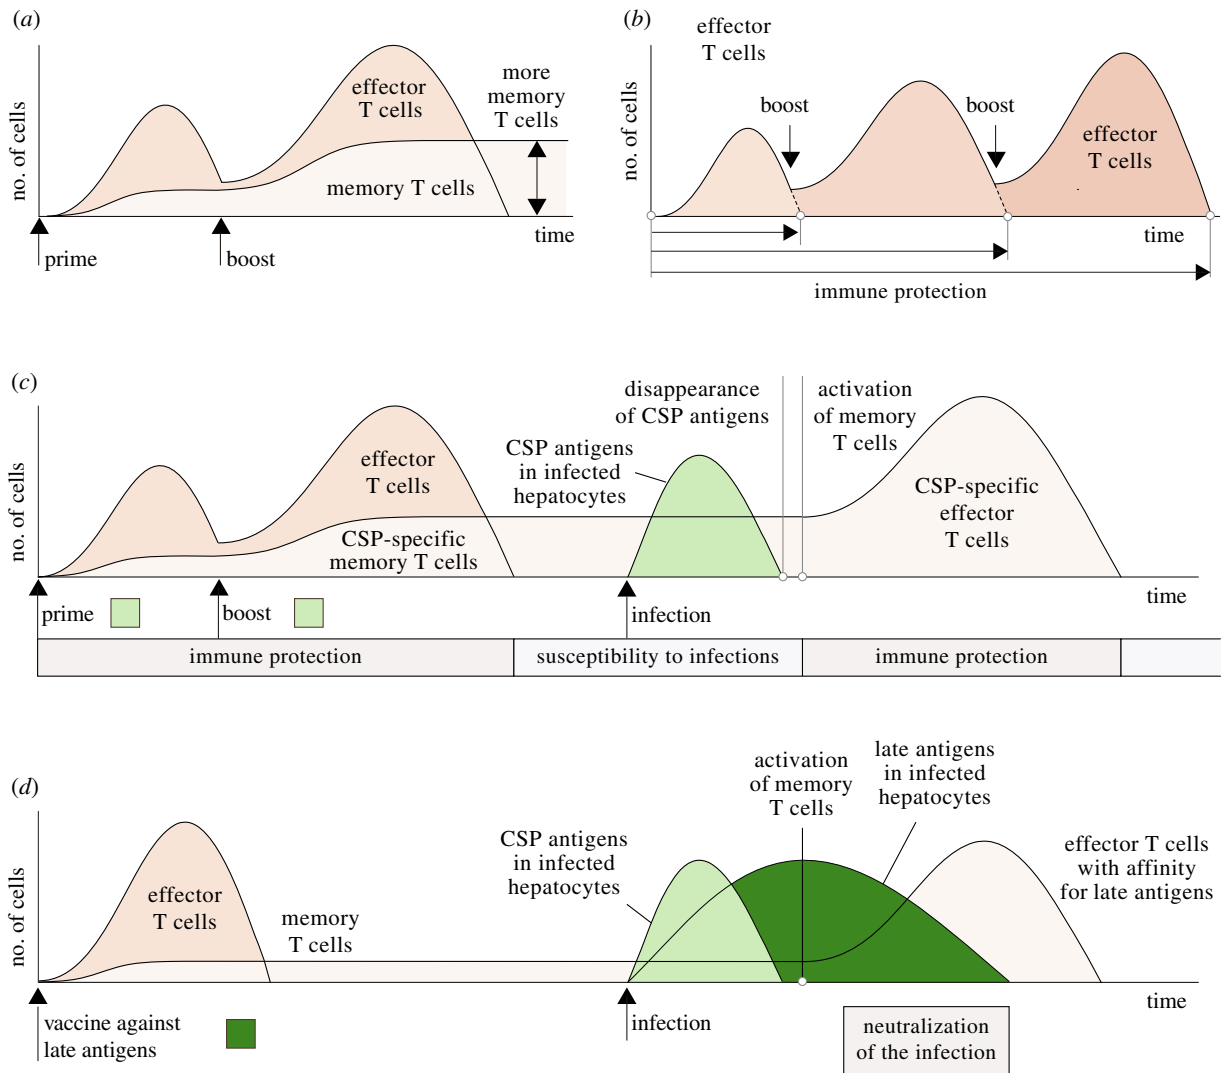 (a)
no. of cells
effector
T cells
more
memory
T cells
memory T cells
time
prime
boost
(b)
effector
T cells
no. of cells
boost
boost
effector
T cells
time
immune protection
(c)
no. of cells
effector
T cells
CSP-specific
memory T cells
CSP antigens
in infected
hepatocytes
disappearance
of CSP antigens
activation
of memory
T cells
CSP-specific
effector
T cells
time
prime
boost
infection
immune protection
susceptibility to infections
immune protection
(d)
no. of cells
effector
T cells
memory
T cells
CSP antigens
in infected
hepatocytes
activation
of memory
T cells
late antigens
in infected
hepatocytes
effector T cells
with affinity
for late antigens
time
vaccine against
late antigens
infection
neutralization
of the infection